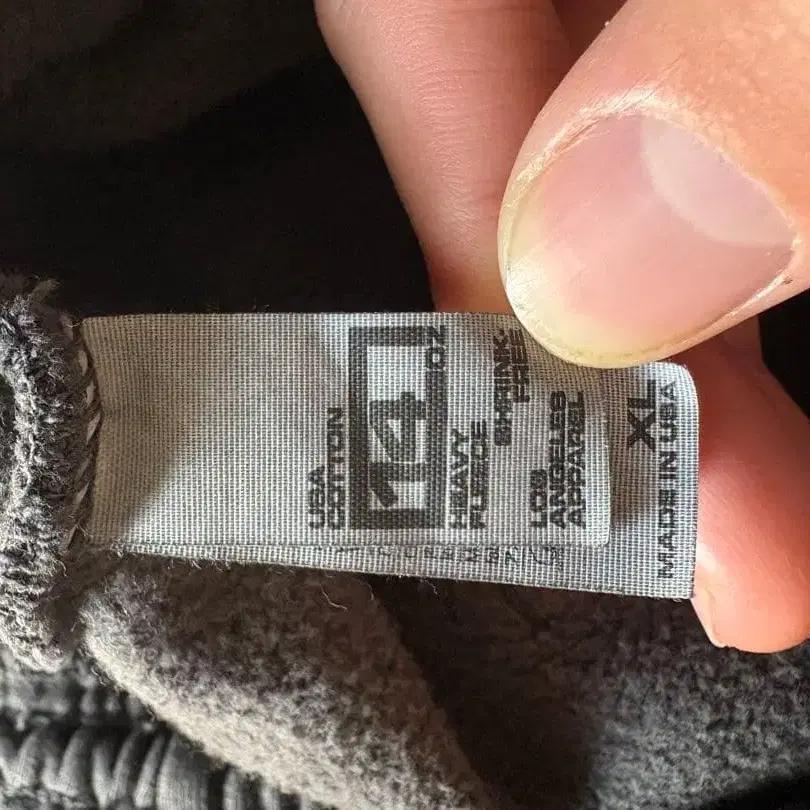 USA
COTTON
14 OZ
HEAVY
FLEECE
SHRINK-
FREE
LOS
ANGELES
APPAREL
XL
MADE IN USA